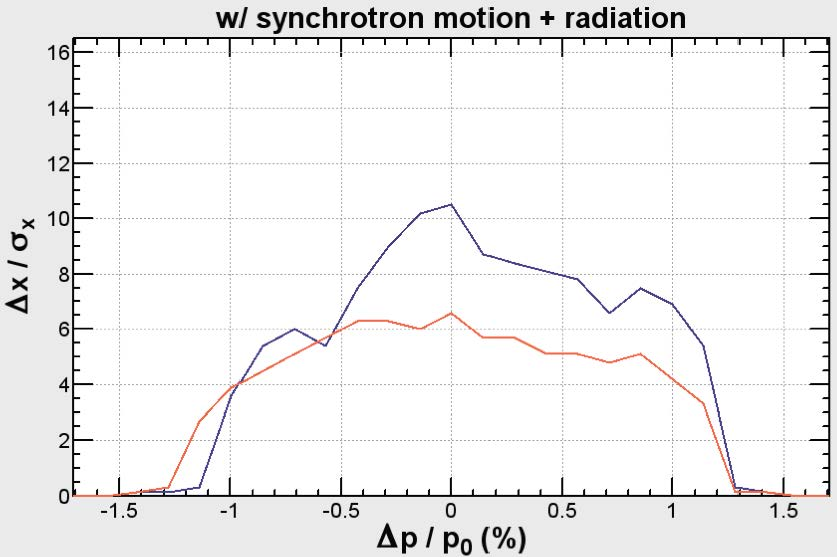 w/ synchrotron motion + radiation
Δx / σx
16
14
12
10
8
6
4
2
0
-1.5 -1 -0.5 0 0.5 1 1.5
Δp / p0 (%)